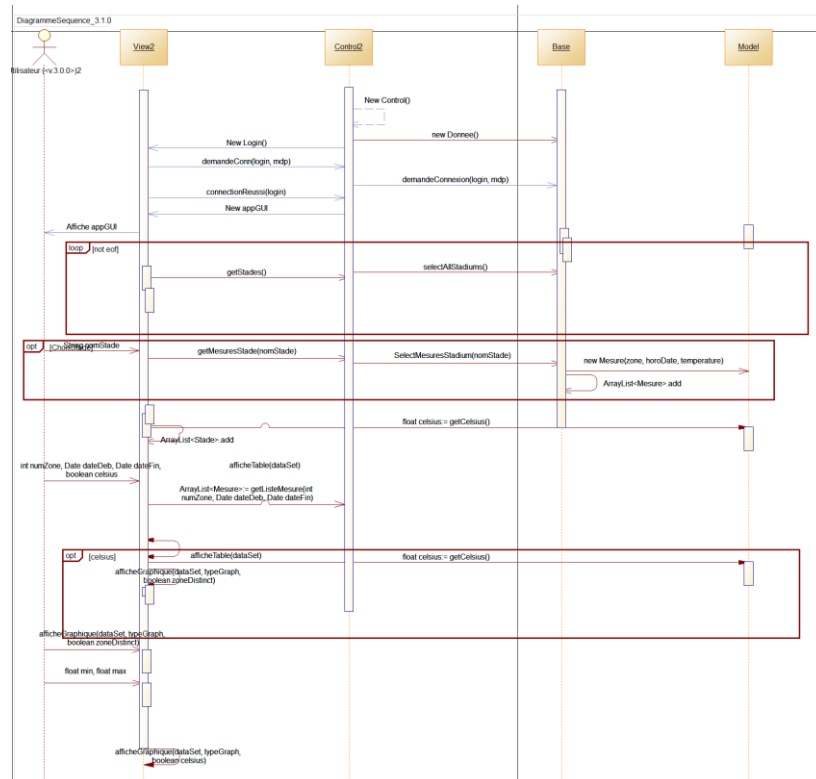 DiagrammeSequence_3.1.0
View2
Control2
Base
Model
tilisateur (<v.3.0.0>)2
New Control()
new Donnee()
New Login()
demandeConn(login, mdp)
demandeConnexion(login, mdp)
connectionReussi(login)
New appGUI
Affiche appGUI
loop
[not eof]
getStades()
selectAllStadiums()
opt
String nomStade
getMesuresStade(nomStade)
SelectMesuresStadium(nomStade)
new Mesure(zone, horoDate, temperature)
ArrayList<Mesure>.add
float celsius:= getCelsius()
ArrayList<Stade>.add
int numZone, Date dateDeb, Date dateFin,
boolean celsius
afficheTable(dataSet)
ArrayList<Mesure>:= getListeMesure(int
numZone, Date dateDeb, Date dateFin)
opt
[celsius]
afficheTable(dataSet)
float celsius:= getCelsius()
afficheGraphique(dataSet, typeGraph,
boolean zoneDistinct)
afficheGraphique(dataSet, typeGraph,
boolean zoneDistinct)
float min, float max
afficheGraphique(dataSet, typeGraph,
boolean celsius)